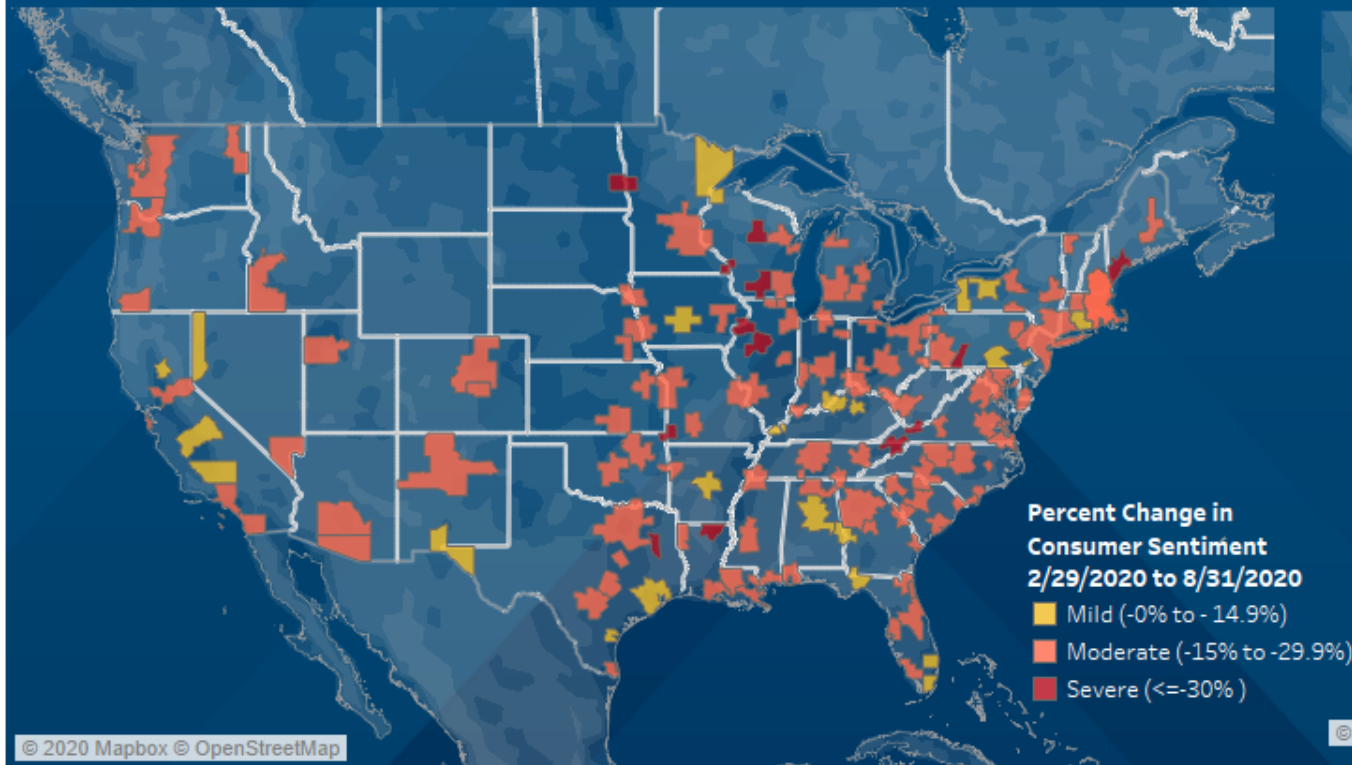 Percent Change in
Consumer Sentiment
2/29/2020 to 8/31/2020
Mild (-0% to - 14.9%)
Moderate (-15% to -29.9%)
Severe (<=-30% )
© 2020 Mapbox © OpenStreetMap
©